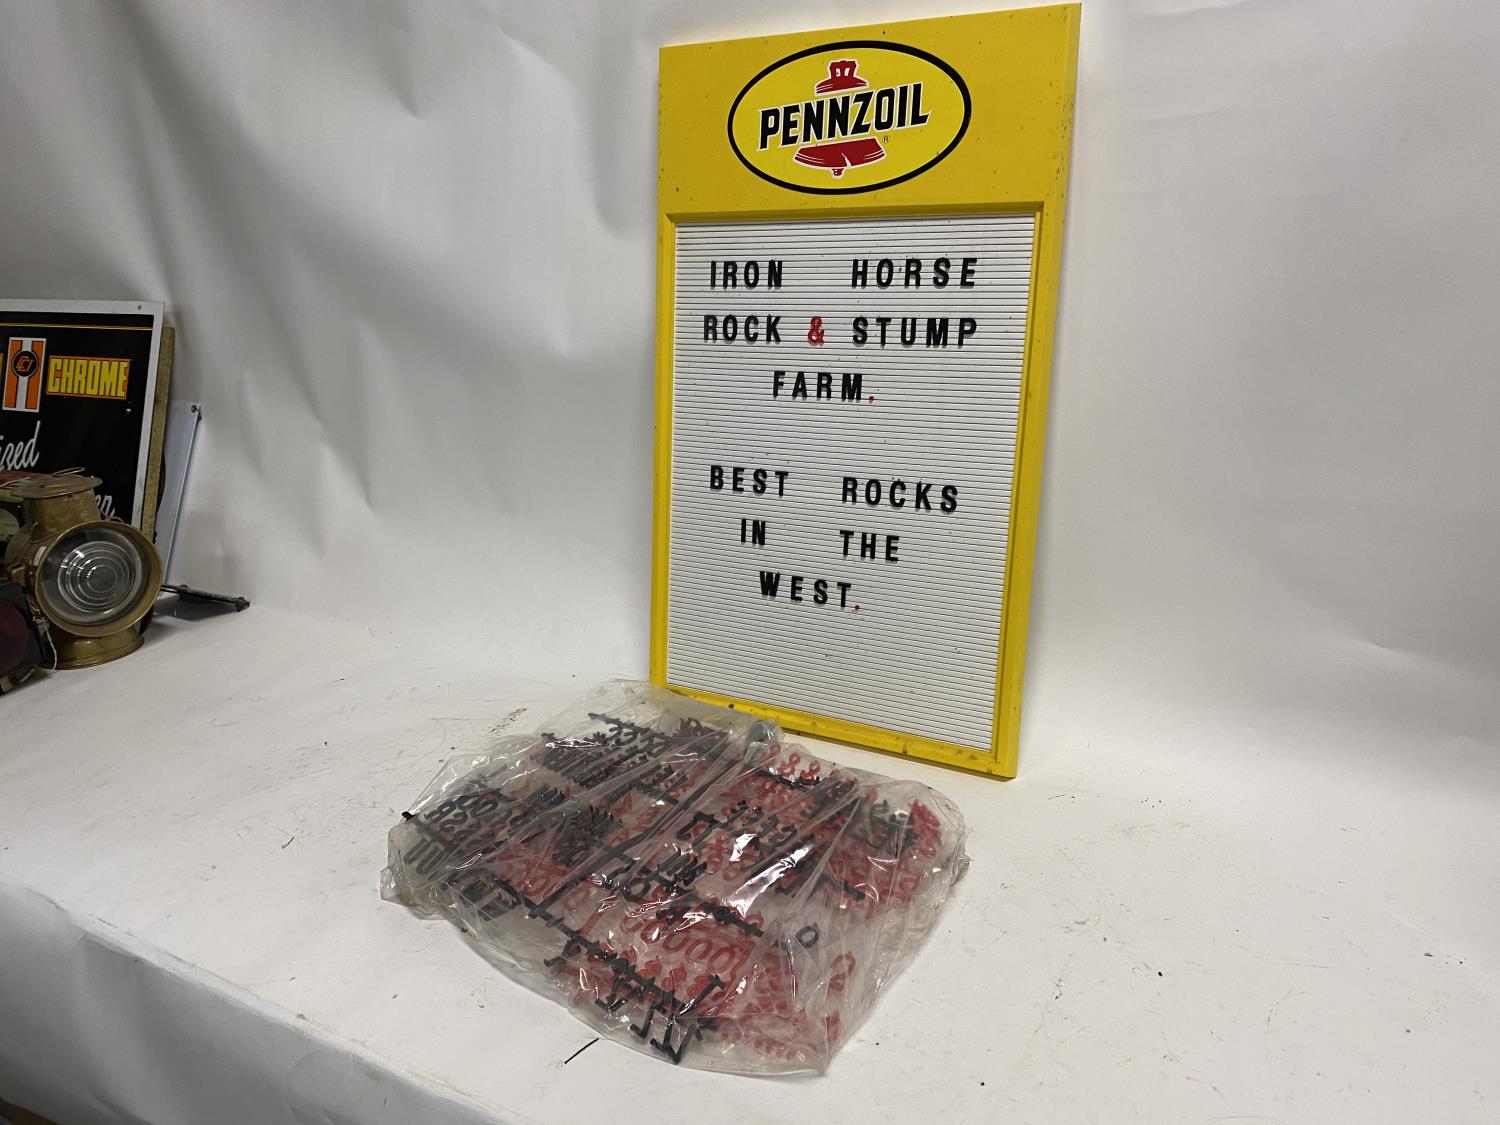 PENNZOIL
®
IRON HORSE
ROCK & STUMP
FARM.
BEST ROCKS
IN THE
WEST.
CHROME